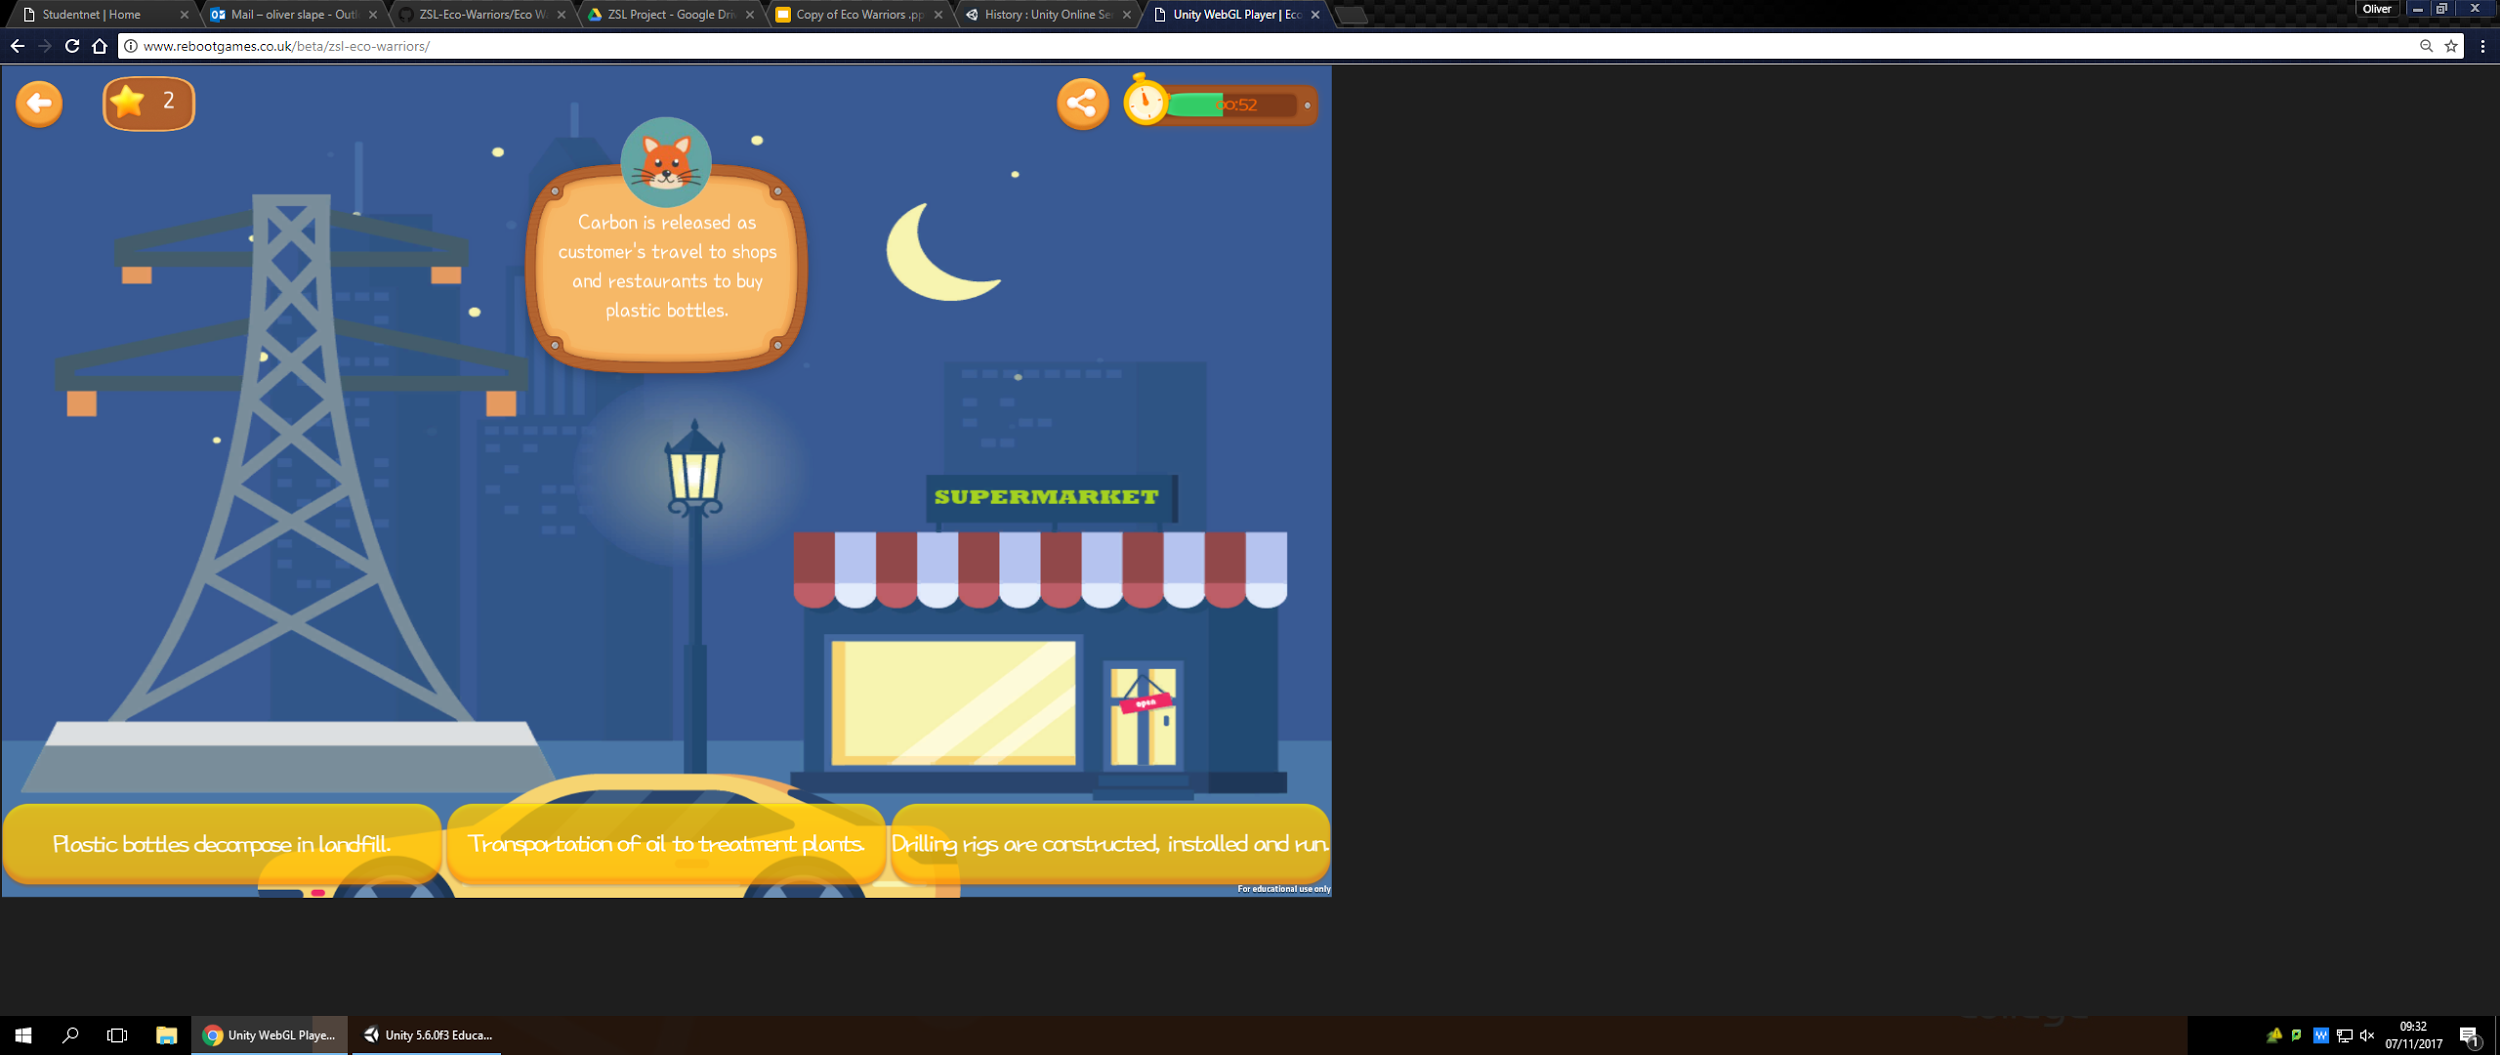 Studentnet | Home
Mail – oliver slape - Outl
ZSL-Eco-Warriors/Eco W
ZSL Project - Google Dri
Copy of Eco Warriors .pp
History : Unity Online Se
Unity WebGL Player | Ec
Oliver
www.rebootgames.co.uk/beta/zsl-eco-warriors/
2
00:52
Carbon is released as
customer's travel to shops
and restaurants to buy
plastic bottles.
SUPERMARKET
open
Plastic bottles decompose in landfill.
Transportation of oil to treatment plants.
Drilling rigs are constructed, installed and run.
For educational use only
Unity WebGL Playe...
Unity 5.6.0f3 Educa...
09:32
07/11/2017
1